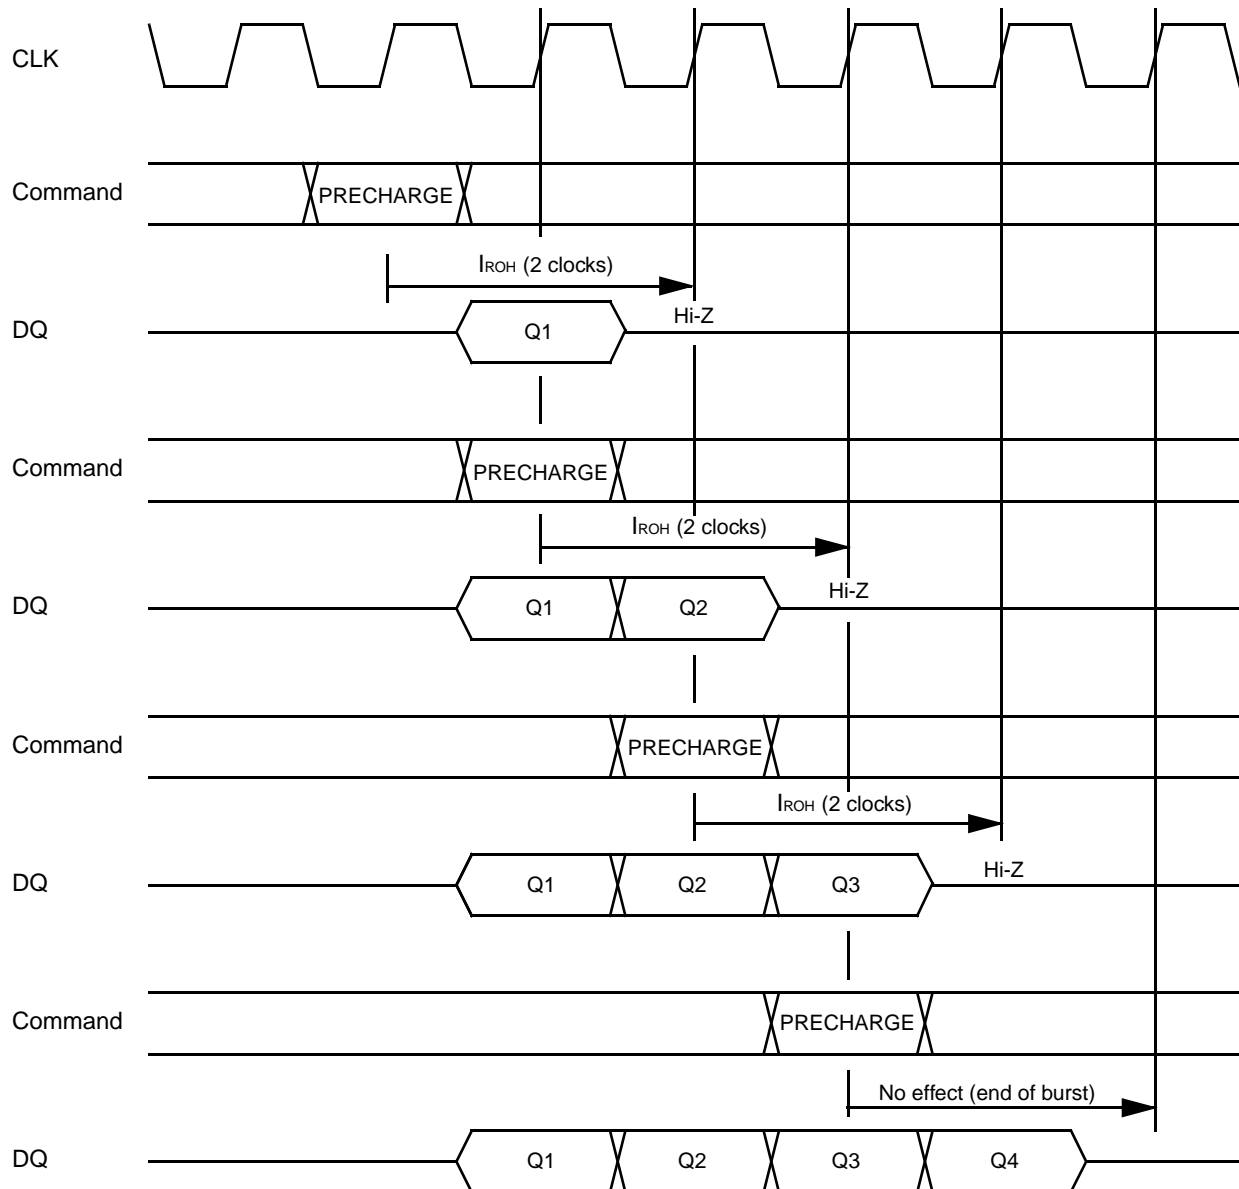 CLK
Command
PRECHARGE
IROH (2 clocks)
DQ
Q1
Hi-Z
Command
PRECHARGE
IROH (2 clocks)
DQ
Q1
Q2
Hi-Z
Command
PRECHARGE
IROH (2 clocks)
DQ
Q1
Q2
Q3
Hi-Z
Command
PRECHARGE
No effect (end of burst)
DQ
Q1
Q2
Q3
Q4